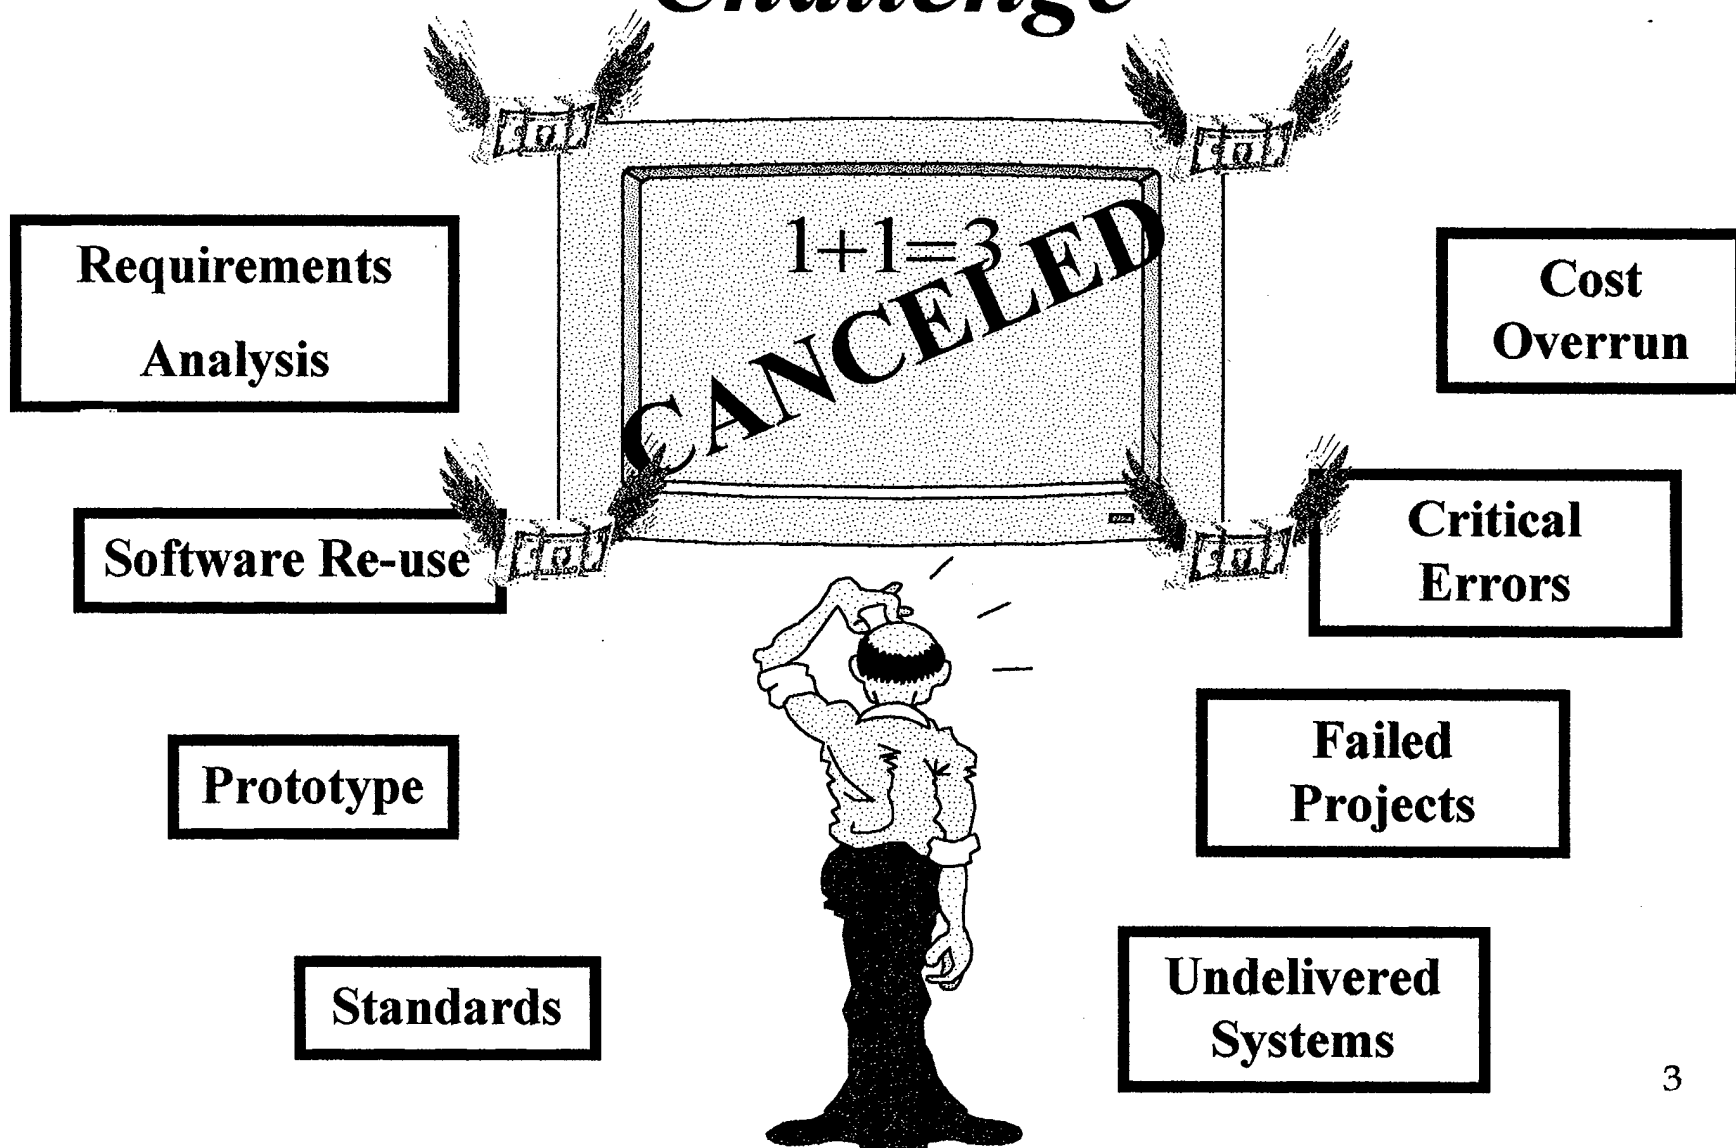 Challenge
1+1=3
CANCELED
Requirements
Analysis
Software Re-use
Prototype
Standards
Cost
Overrun
Critical
Errors
Failed
Projects
Undelivered
Systems
3